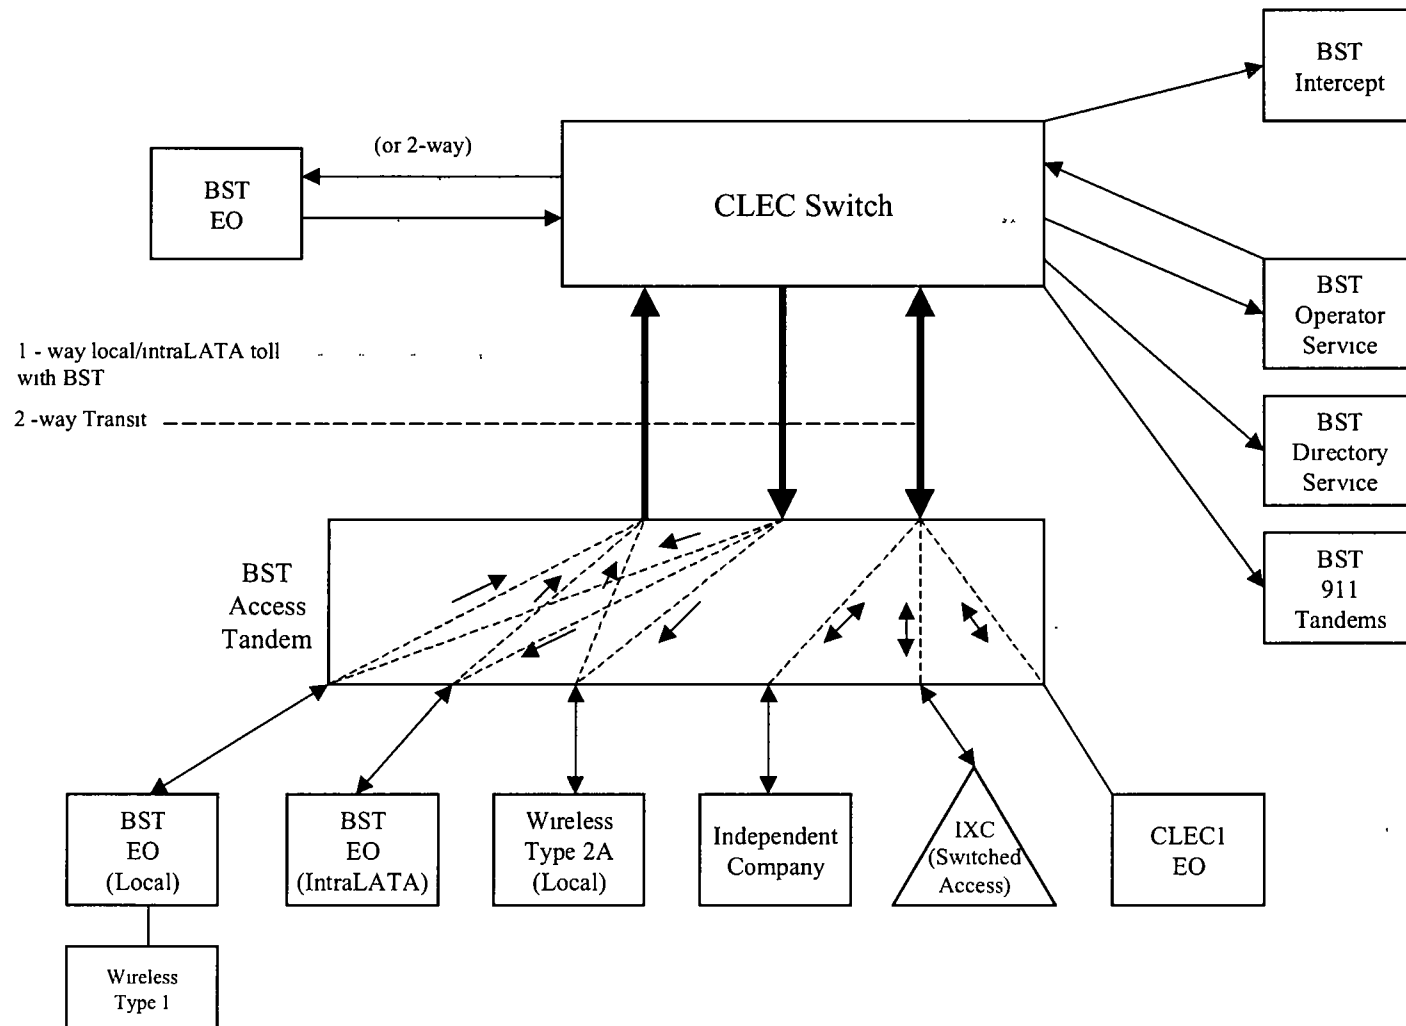 BST
Intercept
(or 2-way)
BST
EO
CLEC Switch
BST
Operator
Service
1 - way local/intraLATA toll
with BST
2 -way Transit
BST
Directory
Service
BST
911
Tandems
BST
Access
Tandem
BST
EO
(Local)
BST
EO
(IntraLATA)
Wireless
Type 2A
(Local)
Independent
Company
IXC
(Switched
Access)
CLEC1
EO
Wireless
Type 1